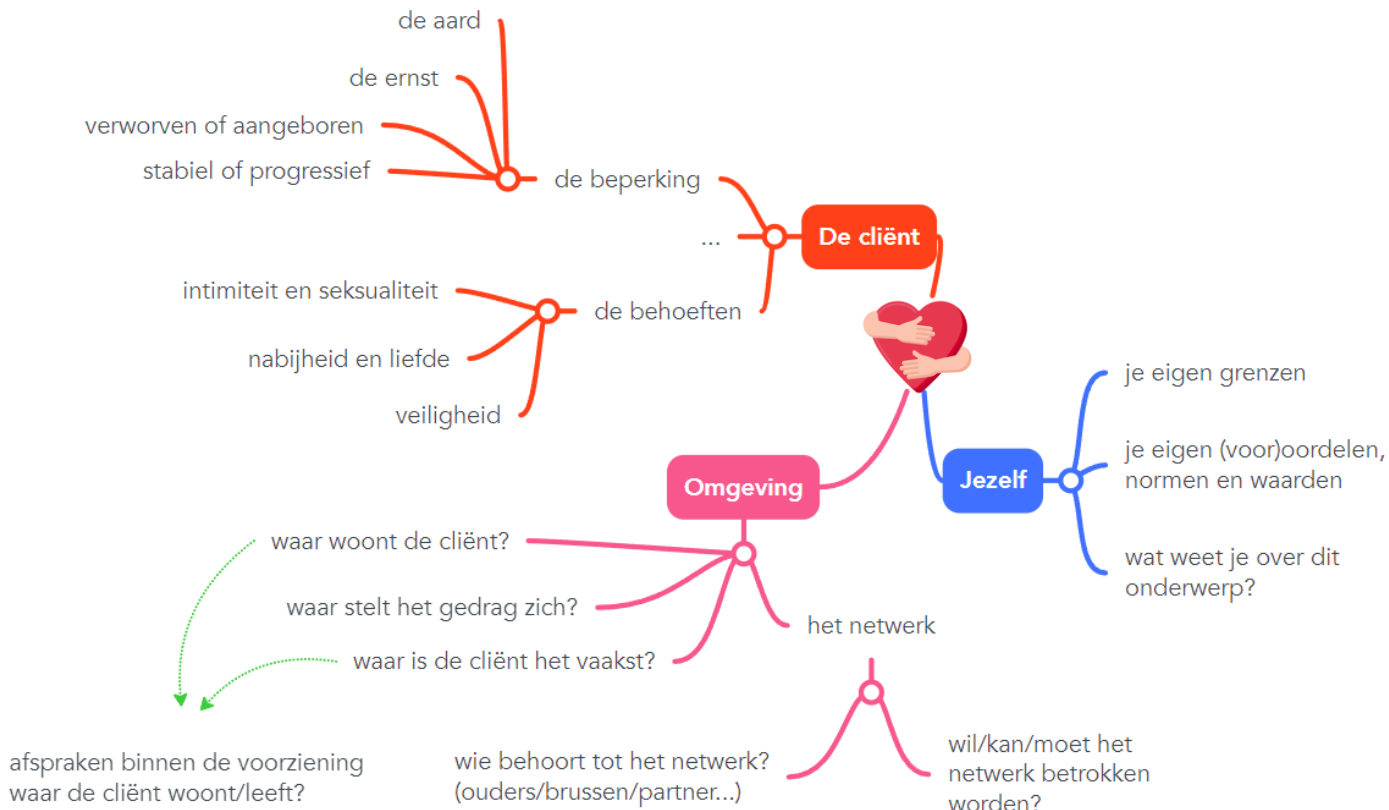 de aard
de ernst
verworven of aangeboren
stabiel of progressief
de beperking
...
De cliënt
intimiteit en seksualiteit
de behoeften
nabijheid en liefde
veiligheid
je eigen grenzen
je eigen (voor)oordelen,
normen en waarden
Jezelf
wat weet je over dit
onderwerp?
Omgeving
waar woont de cliënt?
waar stelt het gedrag zich?
waar is de cliënt het vaakst?
het netwerk
afspraken binnen de voorziening
waar de cliënt woont/leeft?
wie behoort tot het netwerk?
(ouders/brussen/partner...)
wil/kan/moet het
netwerk betrokken
worden?